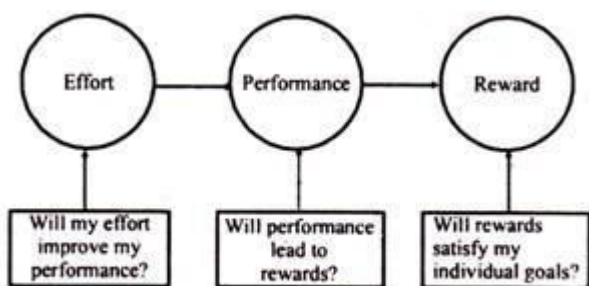 Effort
Performance
Reward
Will my effort
improve my
performance?
Will performance
lead to
rewards?
Will rewards
satisfy my
individual goals?